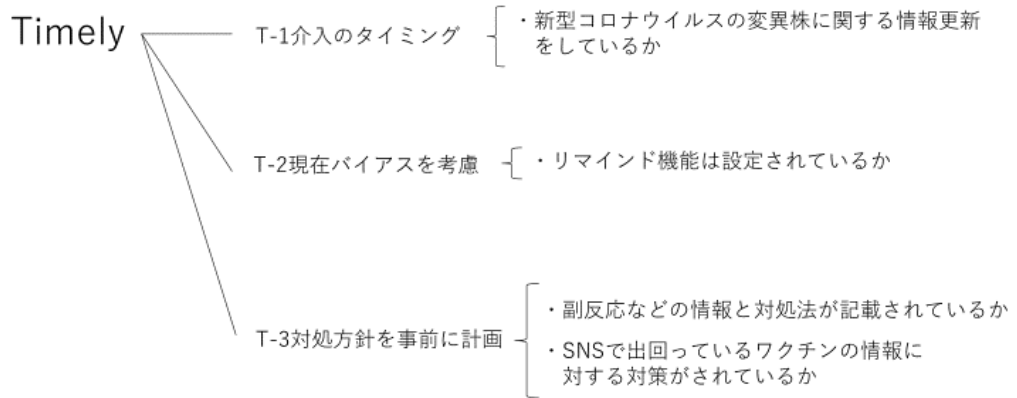 Timely
T-1介入のタイミング
・新型コロナウイルスの変異株に関する情報更新
をしているか
T-2現在バイアスを考慮
・リマインド機能は設定されているか
T-3対処方針を事前に計画
・副反応などの情報と対処法が記載されているか
・SNSで出回っているワクチンの情報に
対する対策がされているか